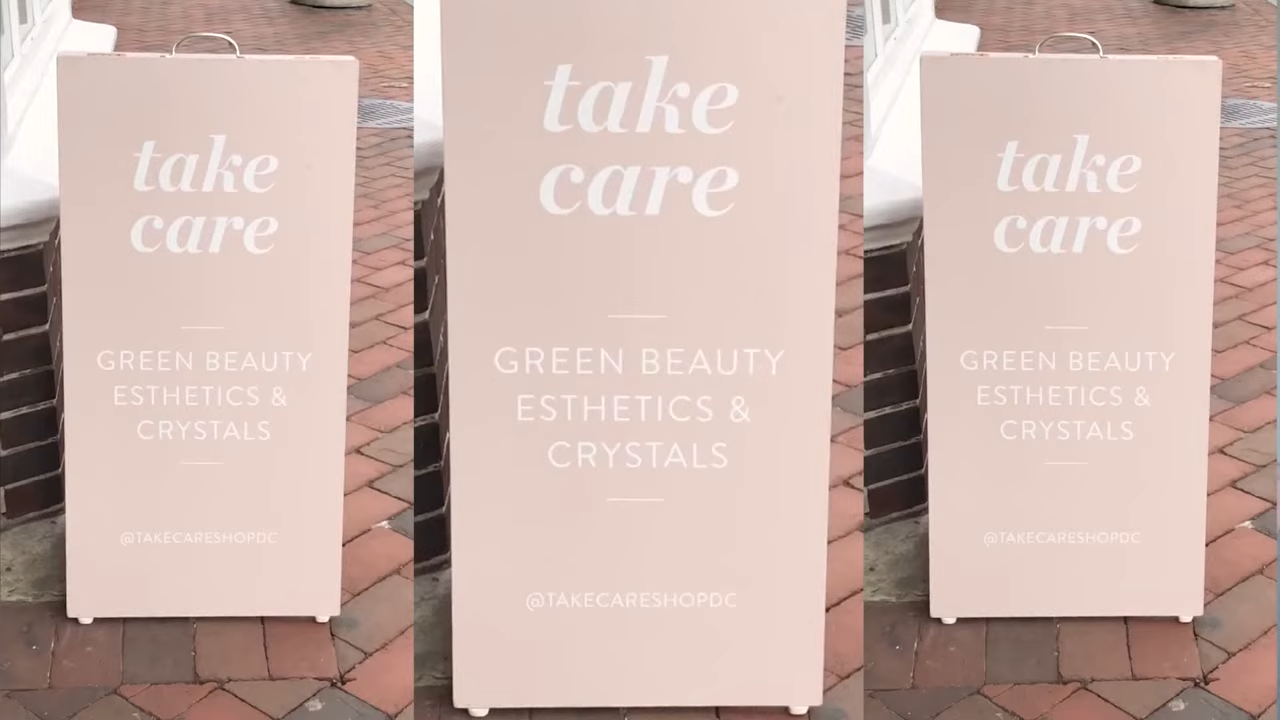 take
care
GREEN BEAUTY
ESTHETICS &
CRYSTALS
@TAKECARESHOPDC
take
care
GREEN BEAUTY
ESTHETICS &
CRYSTALS
@TAKECARESHOPDC
take
care
GREEN BEAUTY
ESTHETICS &
CRYSTALS
@TAKECARESHOPDC